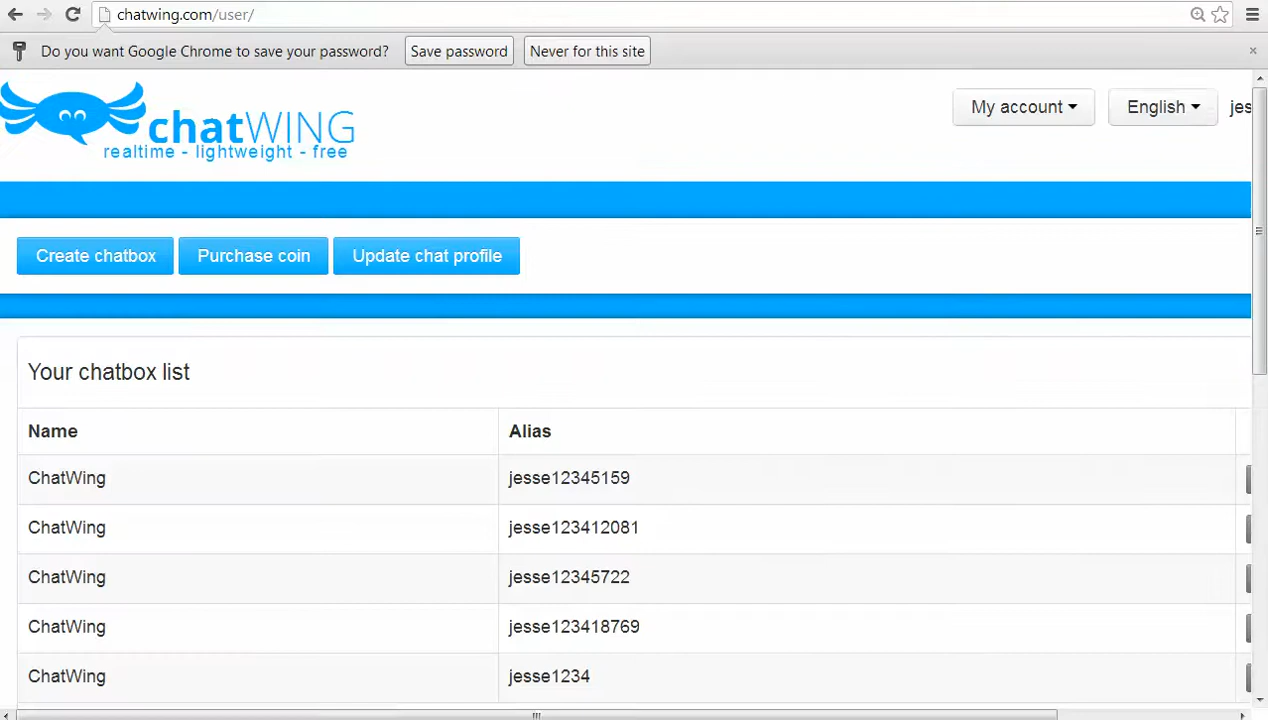 chatwing.com/user/
Do you want Google Chrome to save your password? Save password Never for this site
chatWING
realtime - lightweight - free
My account English jes
Create chatbox Purchase coin Update chat profile
Your chatbox list
Name Alias
ChatWing jesse12345159
ChatWing jesse123412081
ChatWing jesse12345722
ChatWing jesse123418769
ChatWing jesse1234